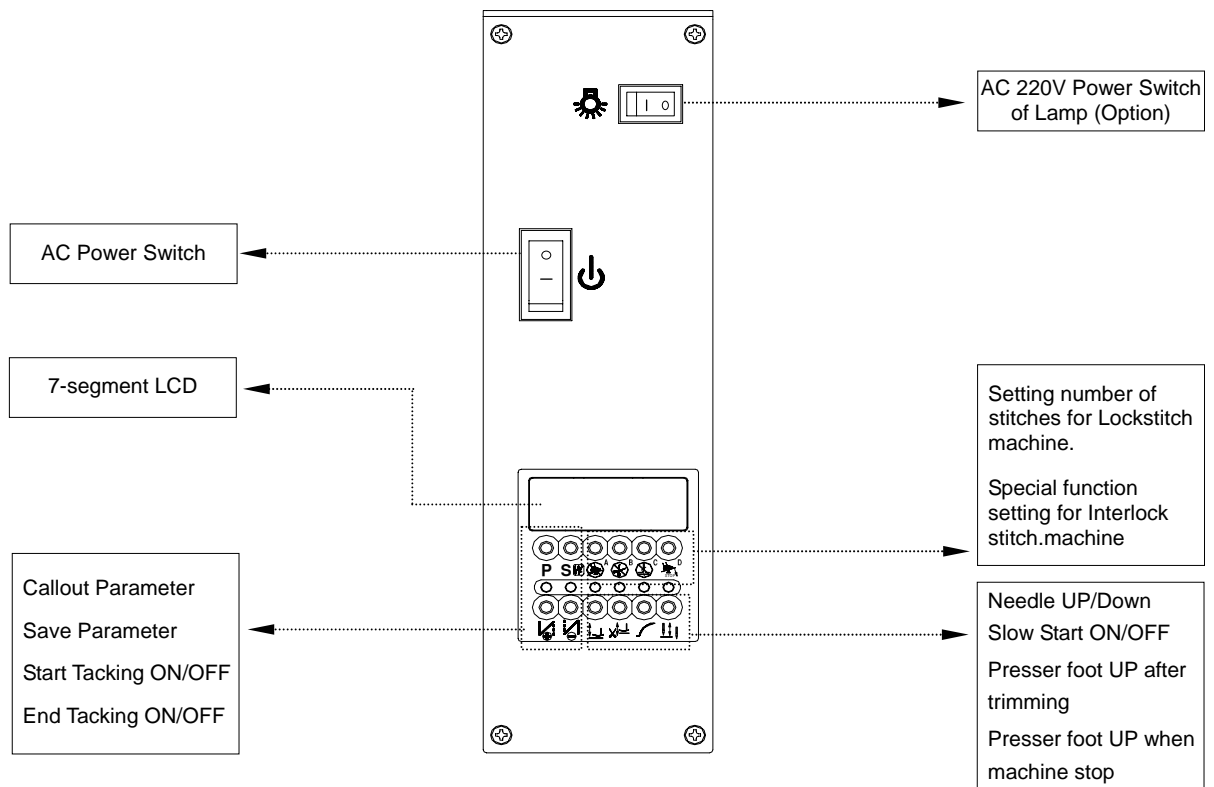 AC 220V Power Switch
of Lamp (Option)
AC Power Switch
7-segment LCD
Setting number of
stitches for Lockstitch
machine.
Special function
setting for Interlock
stitch.machine
P
A
B
C
D
Callout Parameter
Save Parameter
Start Tacking ON/OFF
End Tacking ON/OFF
Needle UP/Down
Slow Start ON/OFF
Presser foot UP after
trimming
Presser foot UP when
machine stop